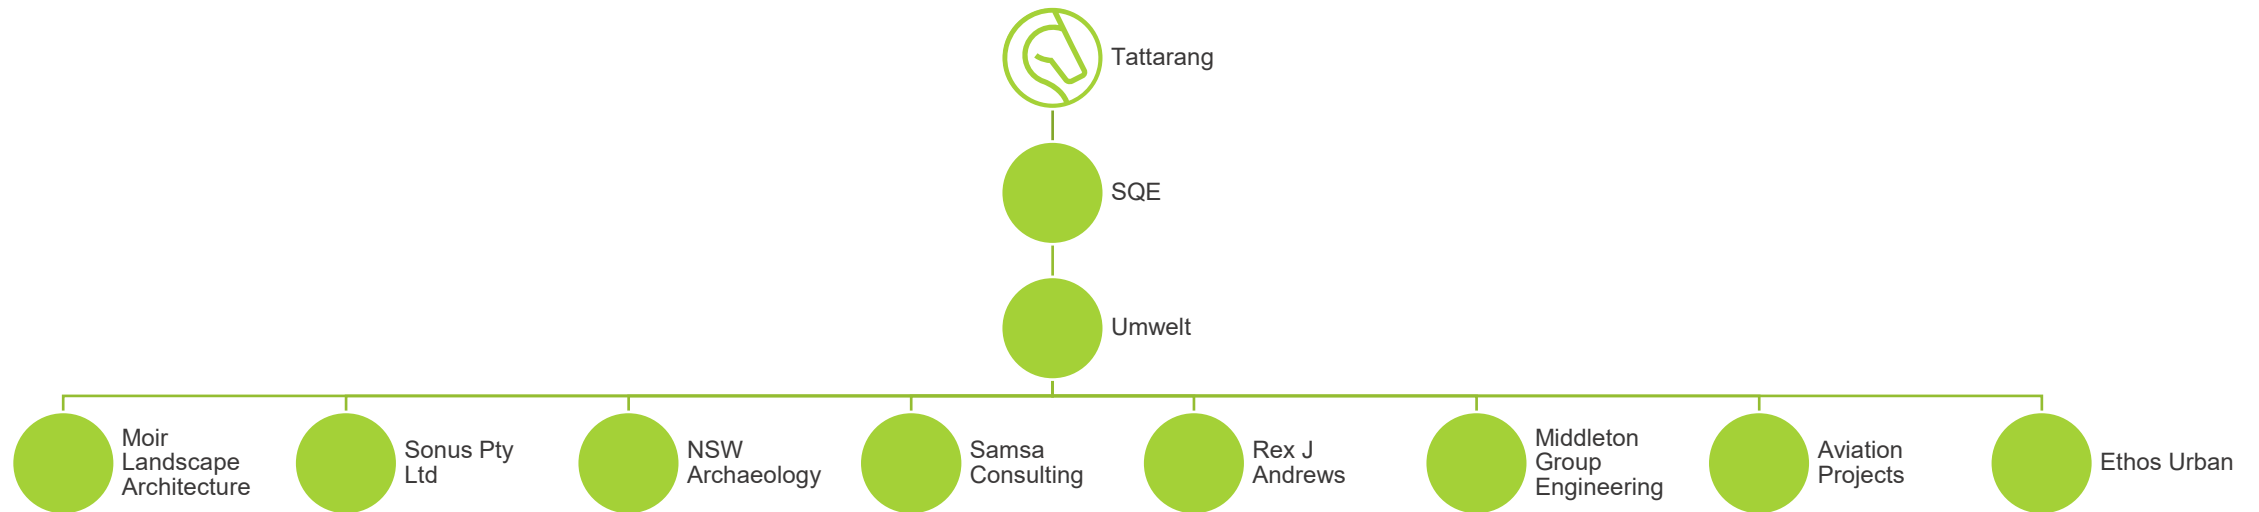 Tattarang
SQE
Umwelt
Moir
Landscape
Architecture
Sonus Pty
Ltd
NSW
Archaeology
Samsa
Consulting
Rex J
Andrews
Middleton
Group
Engineering
Aviation
Projects
Ethos Urban